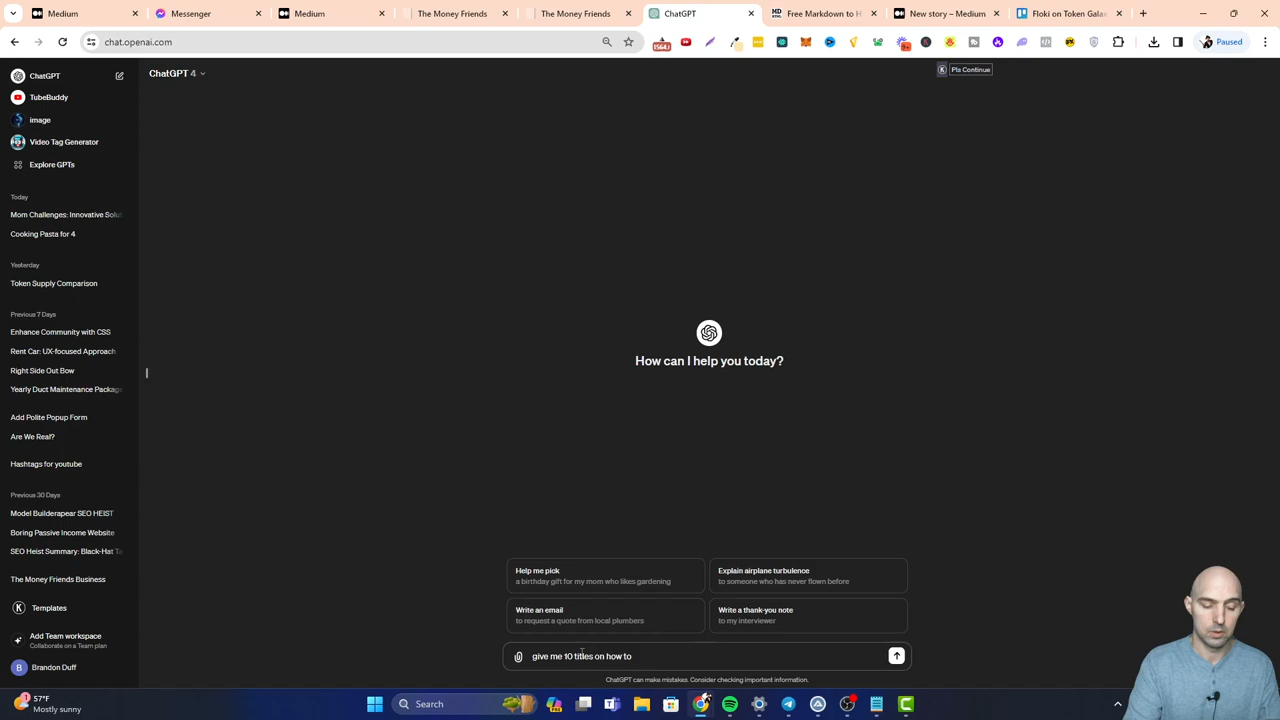 Medium
Messenger
Medium
The Money Friends
The Money Friends
ChatGPT
Free Markdown to H
New story – Medium
Floki on Token Gala
chat.openai.com
Paused
ChatGPT
ChatGPT 4
Pls Continue
TubeBuddy
image
Video Tag Generator
Explore GPTs
Today
Mom Challenges: Innovative Solut
Cooking Pasta for 4
Yesterday
Token Supply Comparison
Previous 7 Days
Enhance Community with CSS
Rent Car: UX-focused Approach
Right Side Out Bow
Yearly Duct Maintenance Package
Add Polite Popup Form
Are We Real?
Hashtags for youtube
Previous 30 Days
Model Builderapear SEO HEIST
Boring Passive Income Website
SEO Heist Summary: Black-Hat Ta
The Money Friends Business
Templates
Add Team workspace
Collaborate on a Team plan
Brandon Duff
How can I help you today?
Help me pick
a birthday gift for my mom who likes gardening
Explain airplane turbulence
to someone who has never flown before
Write an email
to request a quote from local plumbers
Write a thank-you note
to my interviewer
give me 10 titles on how to
ChatGPT can make mistakes. Consider checking important information.
57°F
Mostly sunny
Search